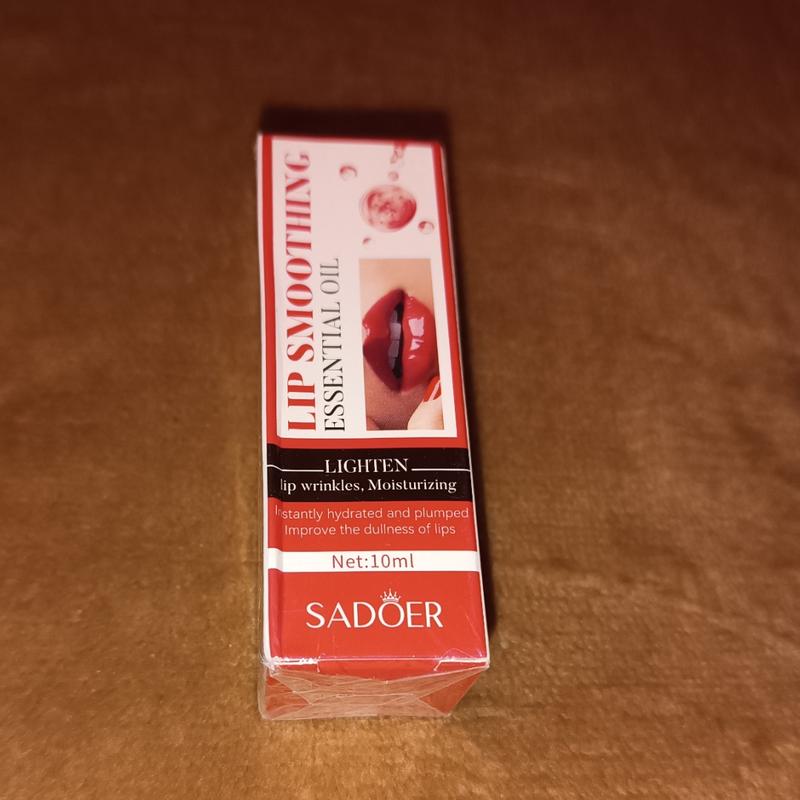 LIP SMOOTHING
ESSENTIAL OIL
LIGHTEN
lip wrinkles, Moisturizing
Instantly hydrated and plumped
Improve the dullness of lips
Net:10ml
SADOER